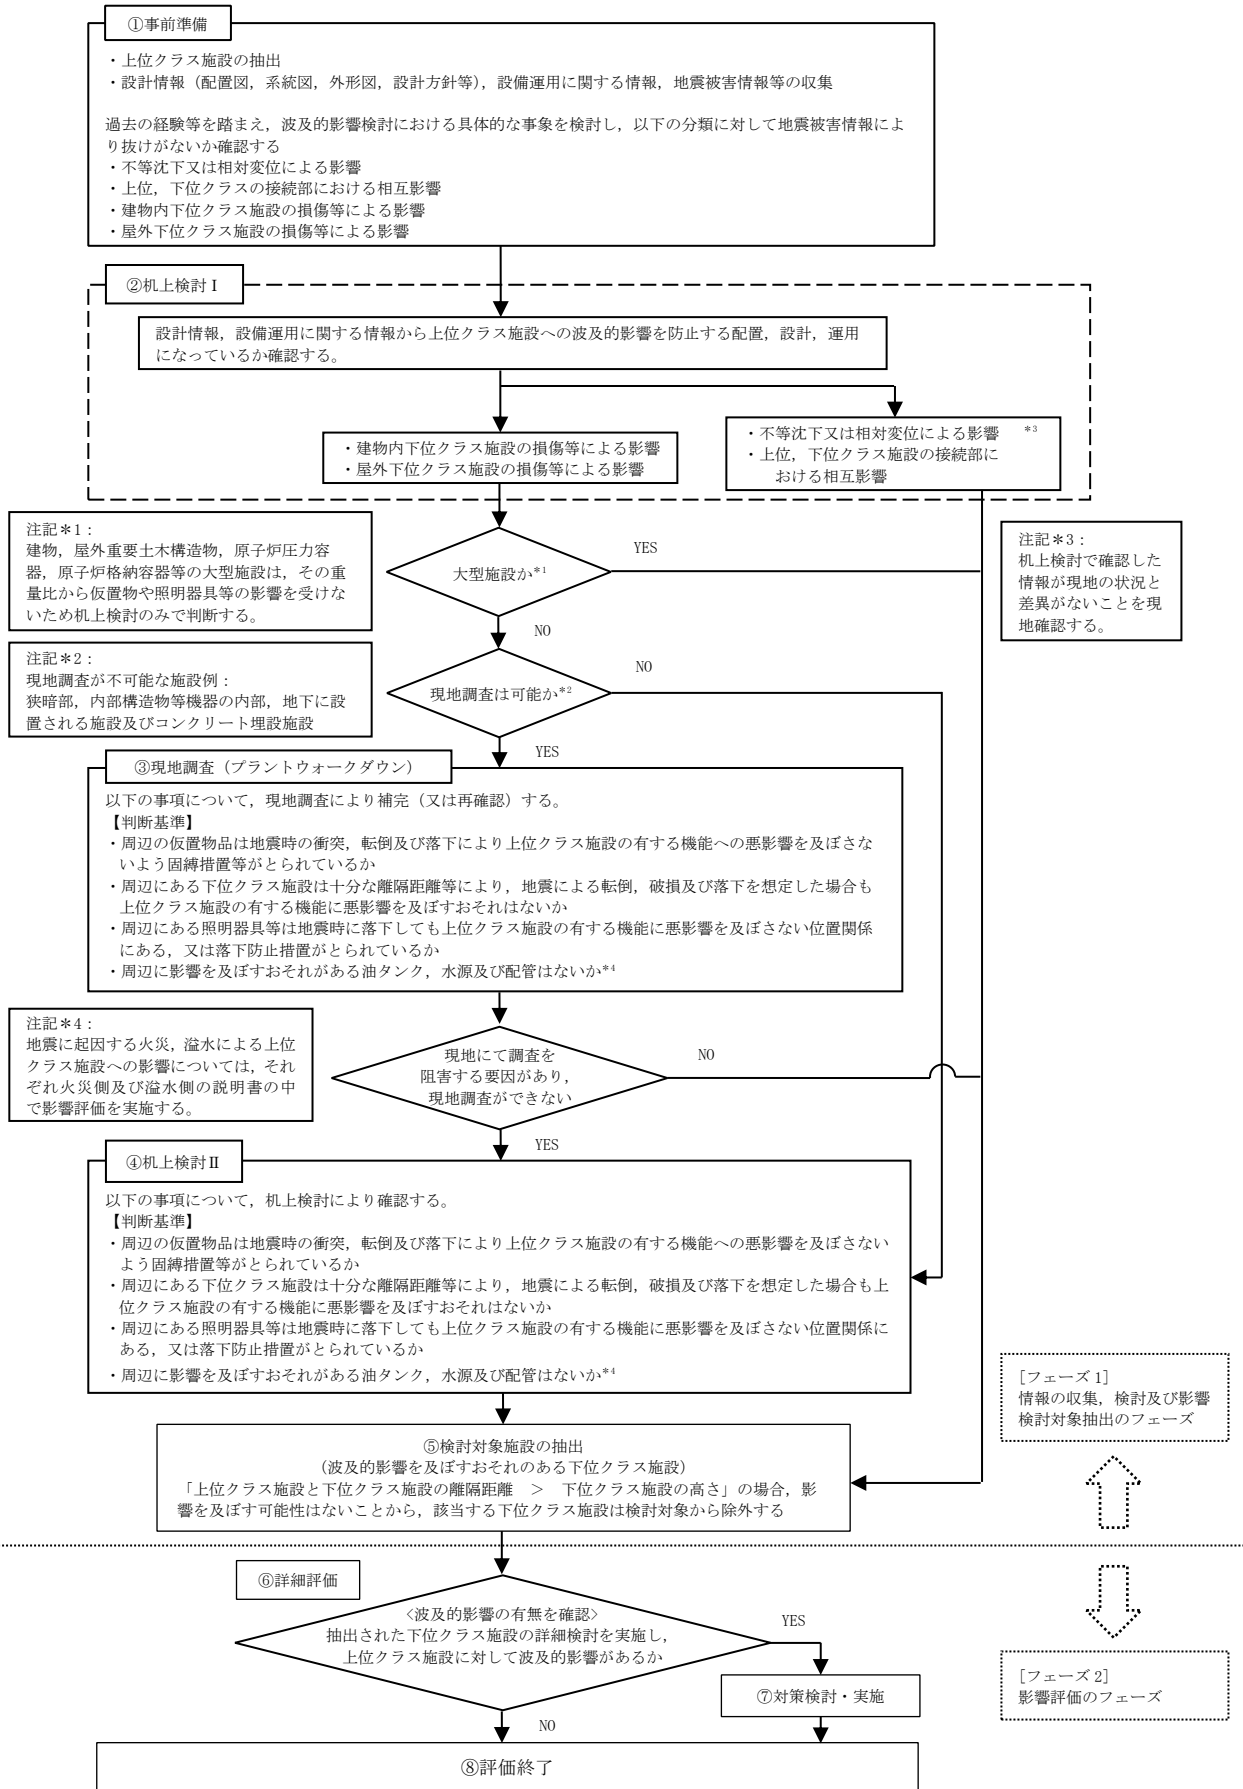 ①事前準備
・上位クラス施設の抽出
・設計情報（配置図，系統図，外形図，設計方針等），設備運用に関する情報，地震被害情報等の収集
過去の経験等を踏まえ，波及的影響検討における具体的な事象を検討し，以下の分類に対して地震被害情報によ
り抜けがないか確認する
・不等沈下又は相対変位による影響
・上位，下位クラスの接続部における相互影響
・建物内下位クラス施設の損傷等による影響
・屋外下位クラス施設の損傷等による影響
②机上検討Ⅰ
設計情報，設備運用に関する情報から上位クラス施設への波及的影響を防止する配置，設計，運用
になっているか確認する。
・建物内下位クラス施設の損傷等による影響
・屋外下位クラス施設の損傷等による影響
・不等沈下又は相対変位による影響 *3
・上位，下位クラス施設の接続部に
おける相互影響
注記＊1：
建物，屋外重要土木構造物，原子炉圧力容
器，原子炉格納容器等の大型施設は，その重
量比から仮置物や照明器具等の影響を受けな
いため机上検討のみで判断する。
大型施設か*1
YES
NO
注記＊3：
机上検討で確認した
情報が現地の状況と
差異がないことを現
地確認する。
注記＊2：
現地調査が不可能な施設例：
狭暗部，内部構造物等機器の内部，地下に設
置される施設及びコンクリート埋設施設
現地調査は可能か*2
NO
YES
③現地調査（プラントウォークダウン）
以下の事項について，現地調査により補完（又は再確認）する。
【判断基準】
・周辺の仮置物品は地震時の衝突，転倒及び落下により上位クラス施設の有する機能への悪影響を及ぼさな
いよう固縛措置等がとられているか
・周辺にある下位クラス施設は十分な離隔距離等により，地震による転倒，破損及び落下を想定した場合も
上位クラス施設の有する機能に悪影響を及ぼすおそれはないか
・周辺にある照明器具等は地震時に落下しても上位クラス施設の有する機能に悪影響を及ぼさない位置関係
にある，又は落下防止措置がとられているか
・周辺に影響を及ぼすおそれがある油タンク，水源及び配管はないか*4
注記＊4：
地震に起因する火災，溢水による上位
クラス施設への影響については，それ
ぞれ火災側及び溢水側の説明書の中
で影響評価を実施する。
現地にて調査を
阻害する要因があり，
現地調査ができない
NO
YES
④机上検討Ⅱ
以下の事項について，机上検討により確認する。
【判断基準】
・周辺の仮置物品は地震時の衝突，転倒及び落下により上位クラス施設の有する機能への悪影響を及ぼさない
よう固縛措置等がとられているか
・周辺にある下位クラス施設は十分な離隔距離等により，地震による転倒，破損及び落下を想定した場合も上
位クラス施設の有する機能に悪影響を及ぼすおそれはないか
・周辺にある照明器具等は地震時に落下しても上位クラス施設の有する機能に悪影響を及ぼさない位置関係に
ある，又は落下防止措置がとられているか
・周辺に影響を及ぼすおそれがある油タンク，水源及び配管はないか*4
［フェーズ 1］
情報の収集，検討及び影響
検討対象抽出のフェーズ
⑤検討対象施設の抽出
（波及的影響を及ぼすおそれのある下位クラス施設）
「上位クラス施設と下位クラス施設の離隔距離 ＞ 下位クラス施設の高さ」の場合，影
響を及ぼす可能性はないことから，該当する下位クラス施設は検討対象から除外する
⑥詳細評価
＜波及的影響の有無を確認＞
抽出された下位クラス施設の詳細検討を実施し，
上位クラス施設に対して波及的影響があるか
YES
NO
⑦対策検討・実施
［フェーズ 2］
影響評価のフェーズ
⑧評価終了